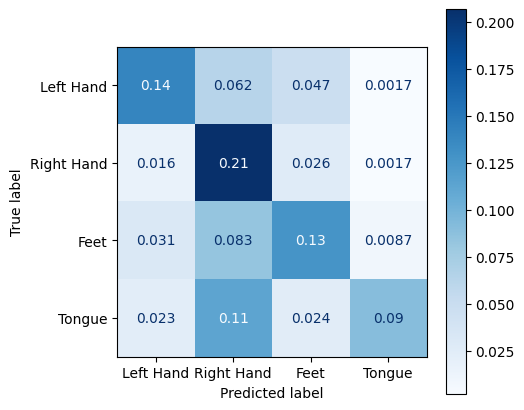 0.200
0.175
Left Hand 0.14 0.062 0.047 0.0017
0.150
Right Hand 0.016 0.21 0.026 0.0017
0.125
True label
0.100
Feet 0.031 0.083 0.13 0.0087
0.075
Tongue 0.023 0.11 0.024 0.09
0.050
0.025
Left Hand Right Hand Feet Tongue
Predicted label